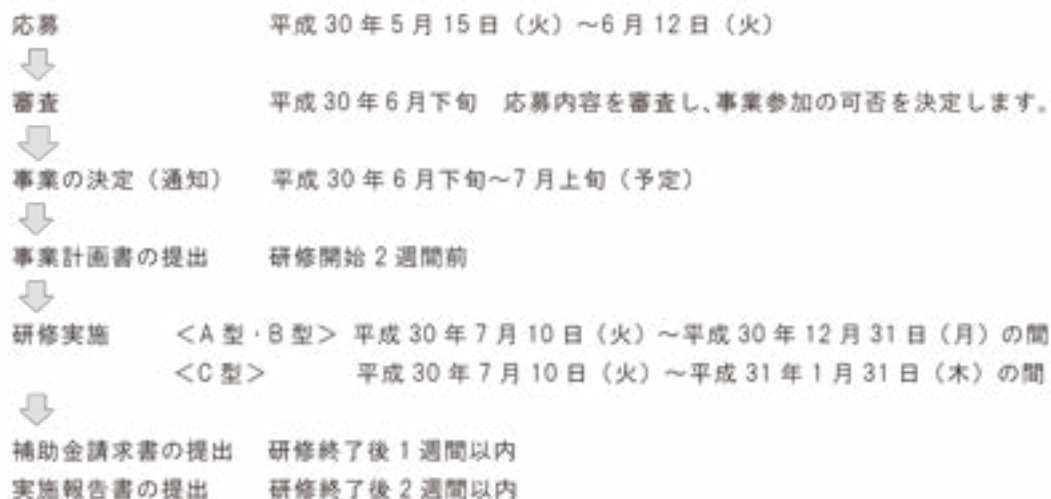 応募　平成 30 年 5 月 15 日（火）～6 月 12 日（火）
審査　平成 30 年 6 月下旬　応募内容を審査し、事業参加の可否を決定します。
事業の決定（通知）　平成 30 年 6 月下旬～7 月上旬（予定）
事業計画書の提出　研修開始 2 週間前
研修実施　＜A 型・B 型＞ 平成 30 年 7 月 10 日（火）～平成 30 年 12 月 31 日（月）の間
＜C 型＞　平成 30 年 7 月 10 日（火）～平成 31 年 1 月 31 日（木）の間
補助金請求書の提出　研修終了後 1 週間以内
実施報告書の提出　研修終了後 2 週間以内